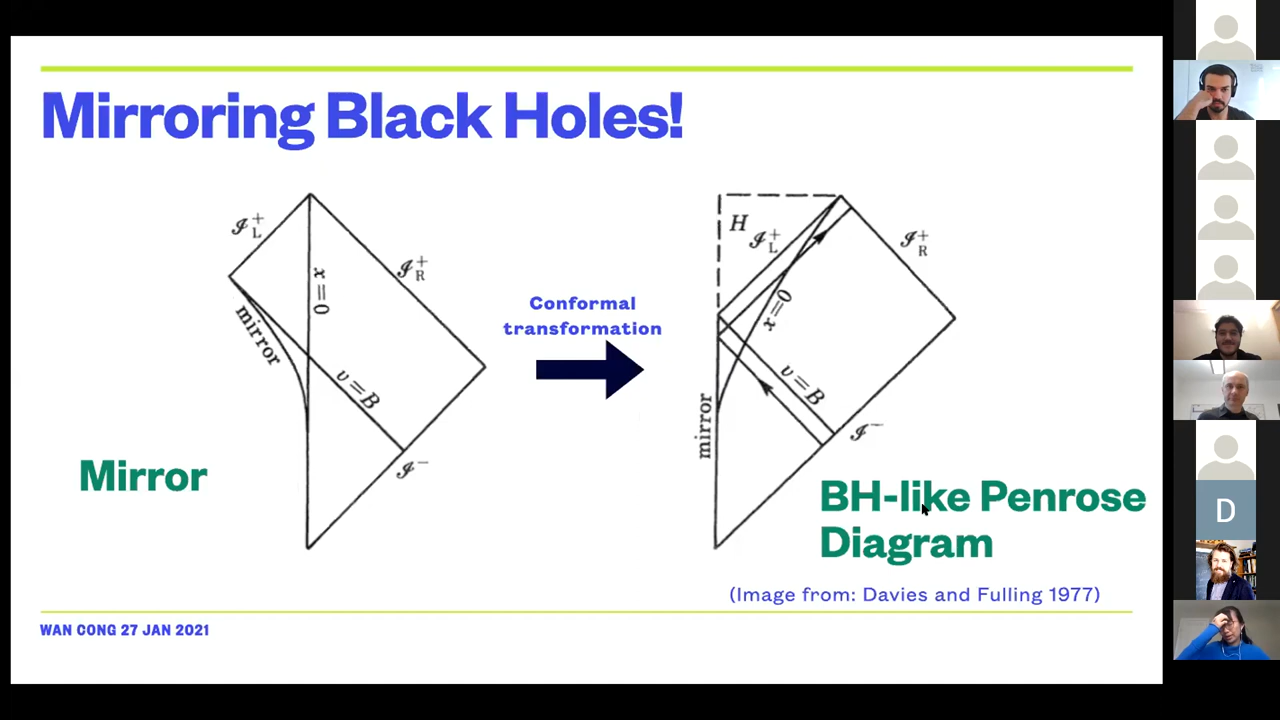 Mirroring Black Holes!
ℐ⁺L
x=0
ℐ⁺R
mirror
v=B
ℐ⁻
Mirror
Conformal
transformation
H
ℐ⁺L
ℐ⁺R
x=0
v=B
mirror
ℐ⁻
BH-like Penrose
Diagram
(Image from: Davies and Fulling 1977)
WAN CONG 27 JAN 2021
D